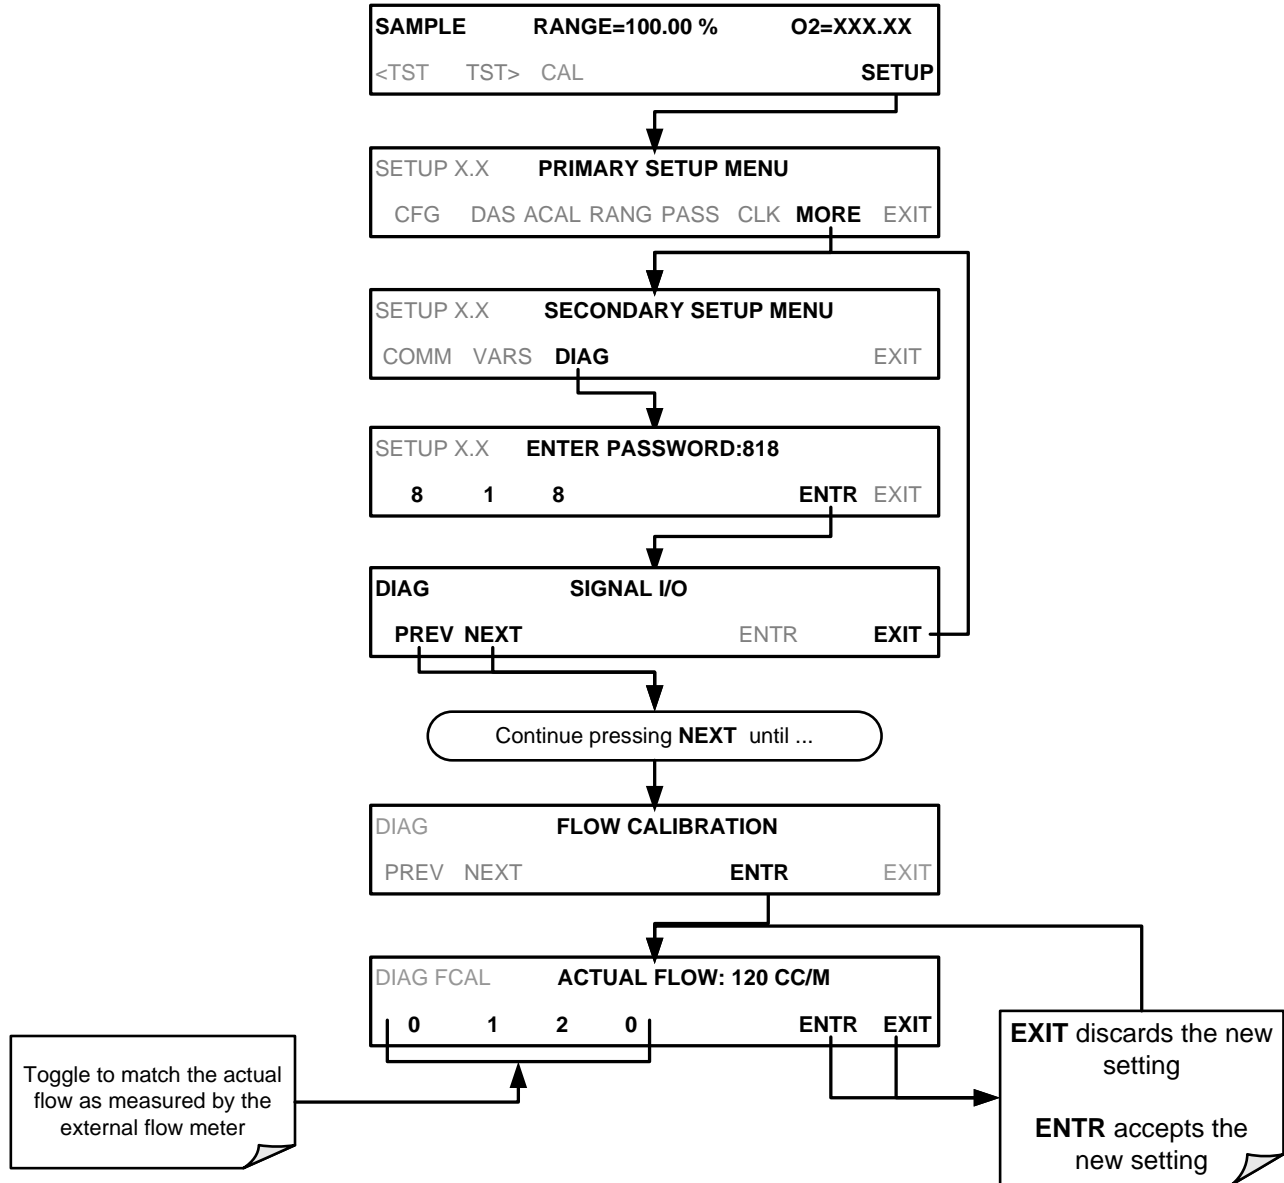 SAMPLE RANGE=100.00 % O2=XXX.XX
<TST TST> CAL SETUP
SETUP X.X PRIMARY SETUP MENU
CFG DAS ACAL RANG PASS CLK MORE EXIT
SETUP X.X SECONDARY SETUP MENU
COMM VARS DIAG EXIT
SETUP X.X ENTER PASSWORD:818
8 1 8 ENTR EXIT
DIAG SIGNAL I/O
PREV NEXT ENTR EXIT
Continue pressing NEXT until ...
DIAG FLOW CALIBRATION
PREV NEXT ENTR EXIT
DIAG FCAL ACTUAL FLOW: 120 CC/M
0 1 2 0 ENTR EXIT
Toggle to match the actual
flow as measured by the
external flow meter
EXIT discards the new
setting
ENTR accepts the
new setting